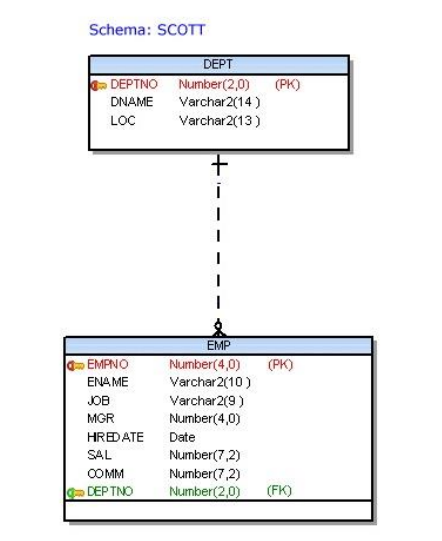 Schema: SCOTT
DEPT
DEPTNO Number(2,0) (PK)
DNAME Varchar2(14 )
LOC Varchar2(13 )
EMP
EMPNO Number(4,0) (PK)
ENAME Varchar2(10 )
JOB Varchar2(9 )
MGR Number(4,0)
HIREDATE Date
SAL Number(7,2)
COMM Number(7,2)
DEPTNO Number(2,0) (FK)